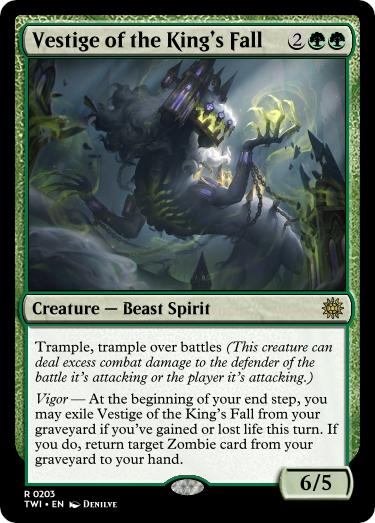 Vestige of the King's Fall 2
Creature — Beast Spirit
Trample, trample over battles (This creature can
deal excess combat damage to the defender of the
battle it's attacking or the player it's attacking.)
Vigor — At the beginning of your end step, you
may exile Vestige of the King's Fall from your
graveyard if you've gained or lost life this turn. If
you do, return target Zombie card from your
graveyard to your hand.
6/5
R 0203
TWI • EN DENILVE